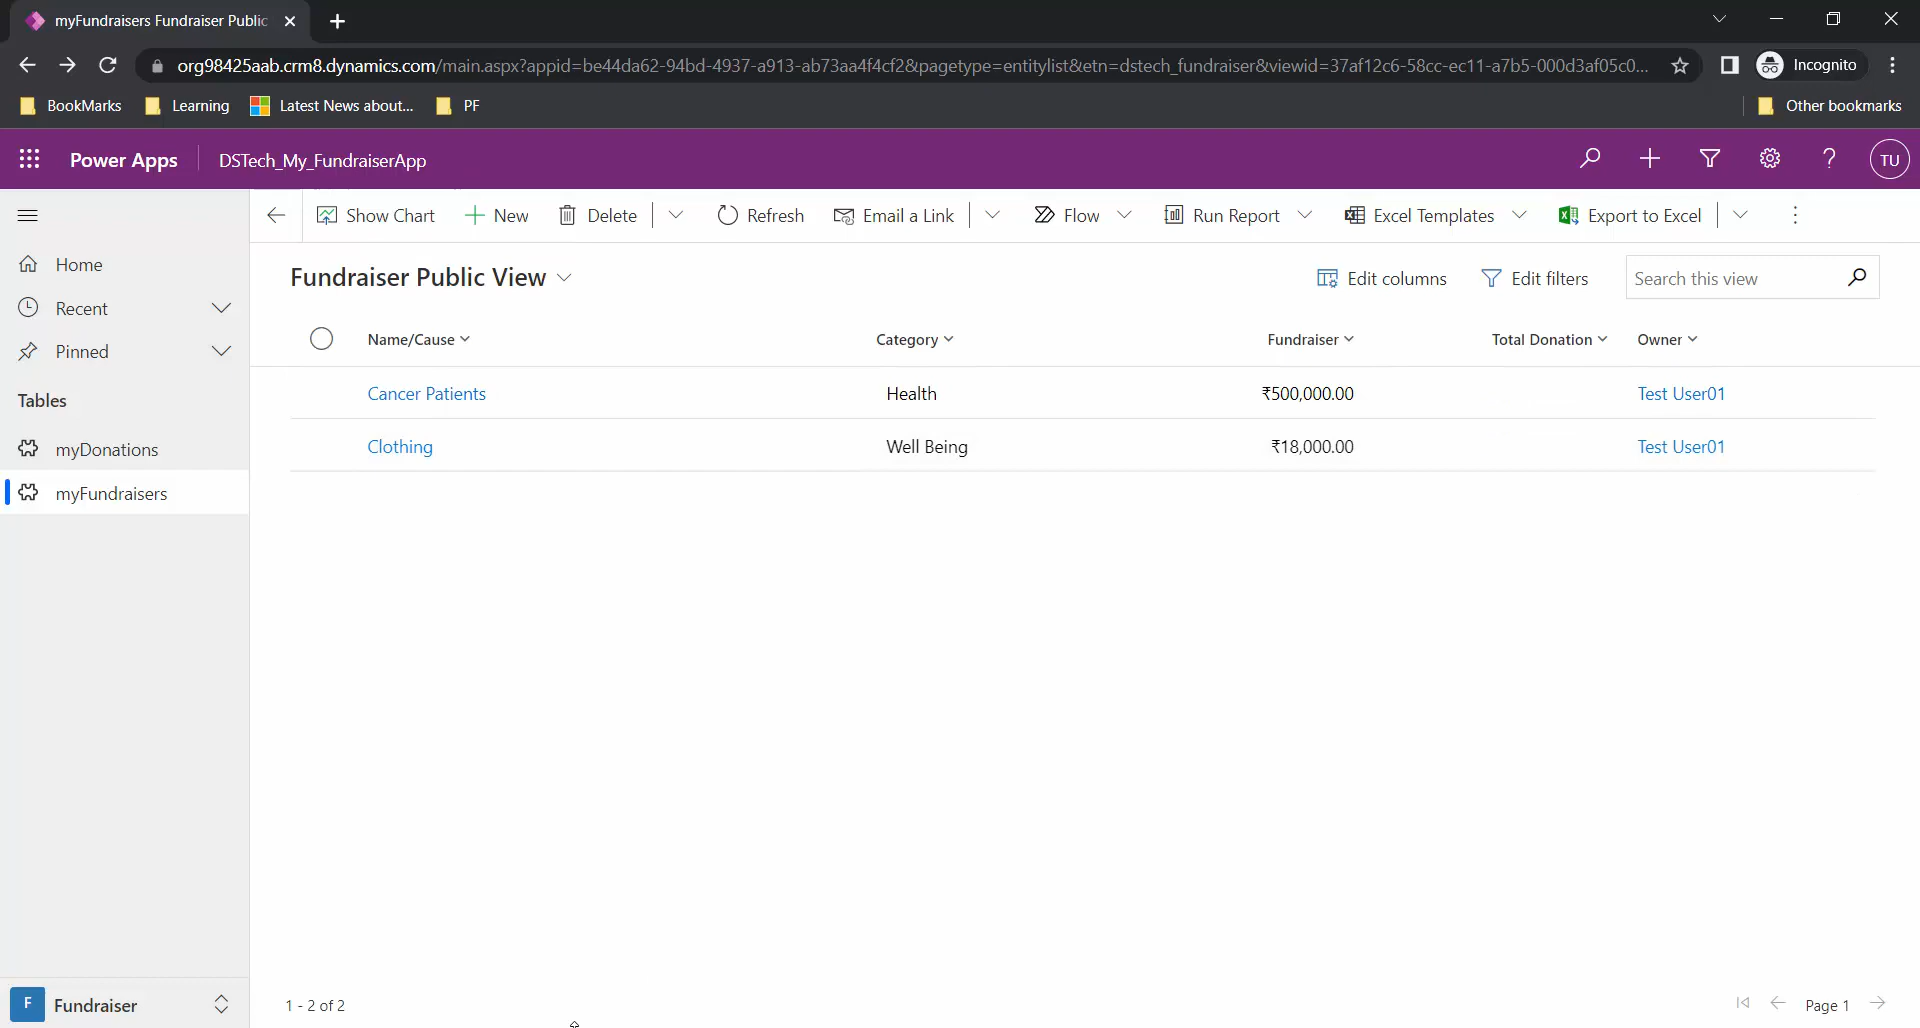 myFundraisers Fundraiser Public
org98425aab.crm8.dynamics.com/main.aspx?appid=be44da62-94bd-4937-a913-ab73aa4f4cf2&pagetype=entitylist&etn=dstech_fundraiser&viewid=37af12c6-58cc-ec11-a7b5-000d3af05c0...
Incognito
BookMarks Learning Latest News about... PF Other bookmarks
Power Apps DSTech_My_FundraiserApp ? TU
Show Chart New Delete Refresh Email a Link Flow Run Report Excel Templates Export to Excel
Home
Recent
Pinned
Tables
myDonations
myFundraisers
F Fundraiser
Fundraiser Public View Edit columns Edit filters Search this view
Name/Cause Category Fundraiser Total Donation Owner
Cancer Patients Health ₹500,000.00 Test User01
Clothing Well Being ₹18,000.00 Test User01
1 - 2 of 2 Page 1